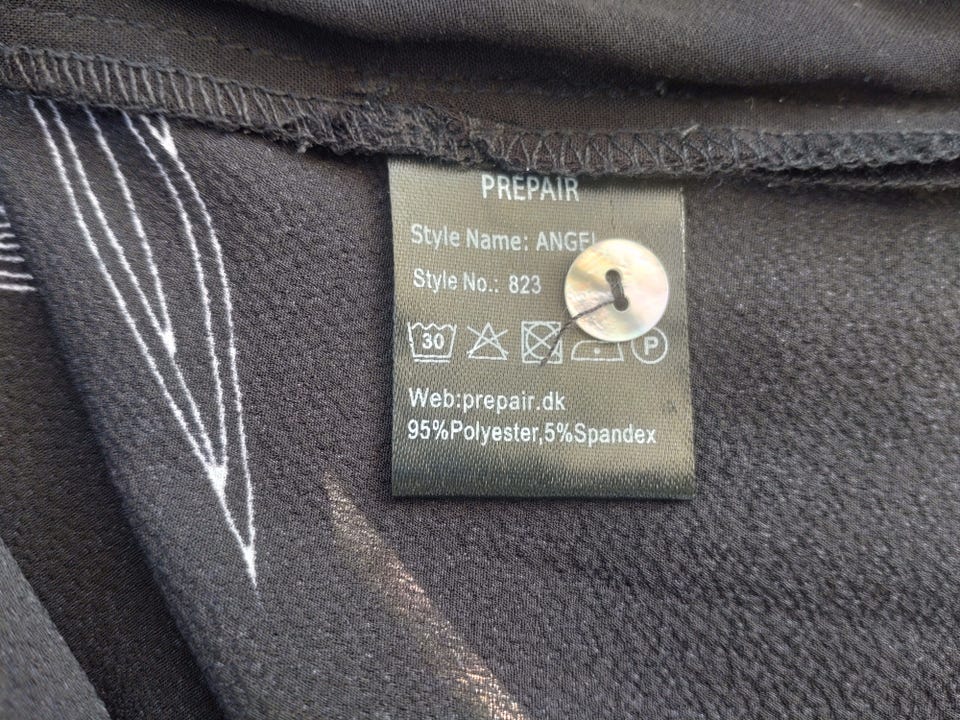 PREPAIR
Style Name: ANGEL
Style No.: 823
30 P
Web:prepair.dk
95%Polyester,5%Spandex